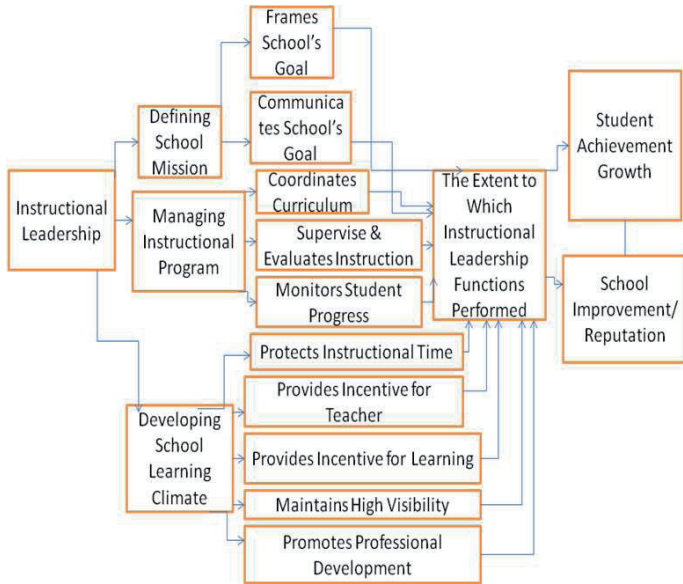 Frames
School's
Goal
Communica
tes School's
Goal
Defining
School
Mission
Instructional
Leadership
Managing
Instructional
Program
Coordinates
Curriculum
Supervise &
Evaluates Instruction
Monitors Student
Progress
Protects Instructional Time
Provides Incentive for
Teacher
Developing
School
Learning
Climate
Provides Incentive for Learning
Maintains High Visibility
Promotes Professional
Development
The Extent to
Which
Instructional
Leadership
Functions
Performed
Student
Achievement
Growth
School
Improvement/
Reputation